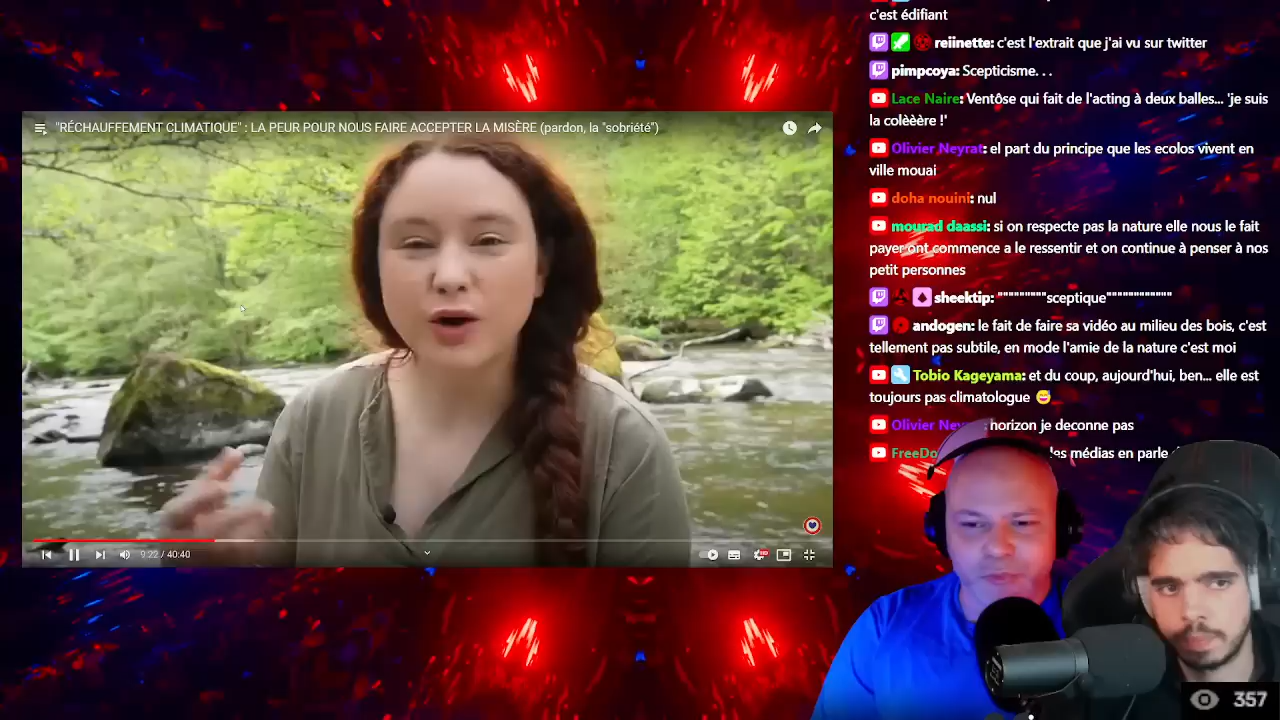 "RÉCHAUFFEMENT CLIMATIQUE" : LA PEUR POUR NOUS FAIRE ACCEPTER LA MISÈRE (pardon, la "sobriété")
9:22 / 40:40
c'est édifiant
reiinette: c'est l'extrait que j'ai vu sur twitter
pimpcoya: Scepticisme. . .
Lace Naire: Ventôse qui fait de l'acting à deux balles... 'je suis
la colèèère !'
Olivier Neyrat: el part du principe que les ecolos vivent en
ville mouai
doha nouini: nul
mourad daassi: si on respecte pas la nature elle nous le fait
payer ont commence a le ressentir et on continue à penser à nos
petit personnes
sheektip: """""""""sceptique""""""""""""
andogen: le fait de faire sa vidéo au milieu des bois, c'est
tellement pas subtile, en mode l'amie de la nature c'est moi
Tobio Kageyama: et du coup, aujourd'hui, ben... elle est
toujours pas climatologue
Olivier : horizon je deconne pas
les médias en parle
357